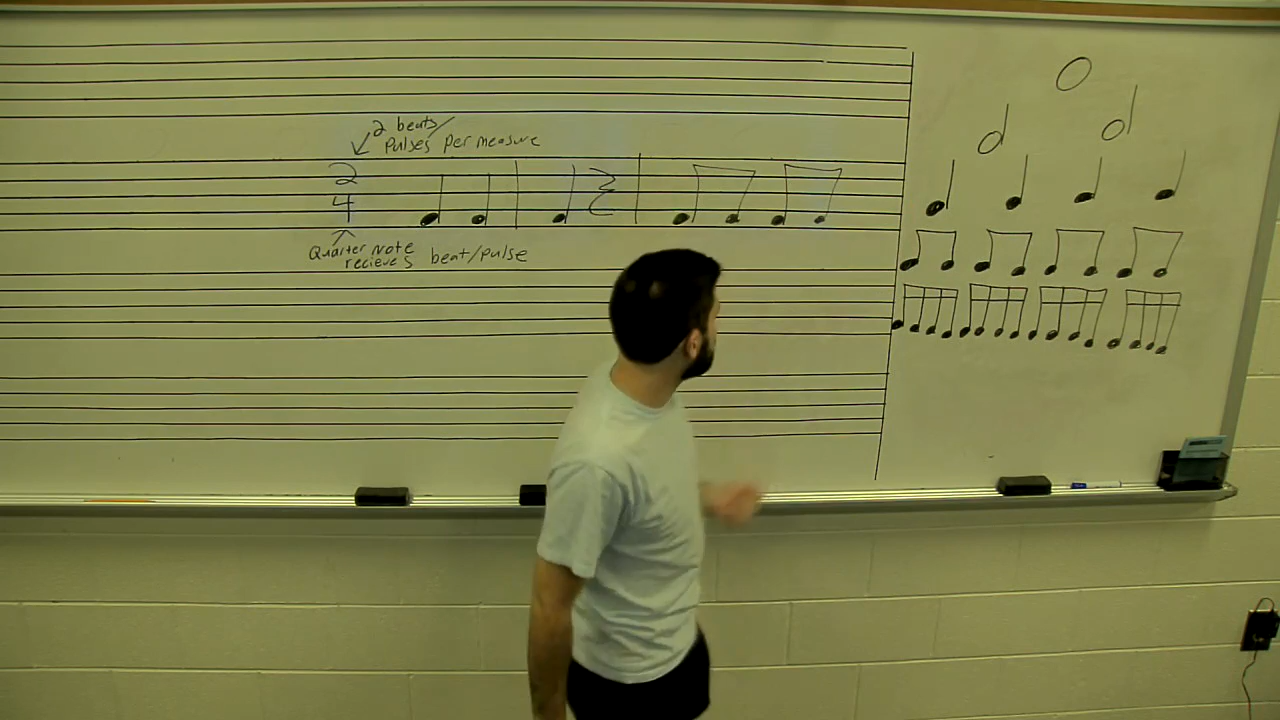 2 beats/
pulses per measure
2
4
Quarter note
recieves beat/pulse